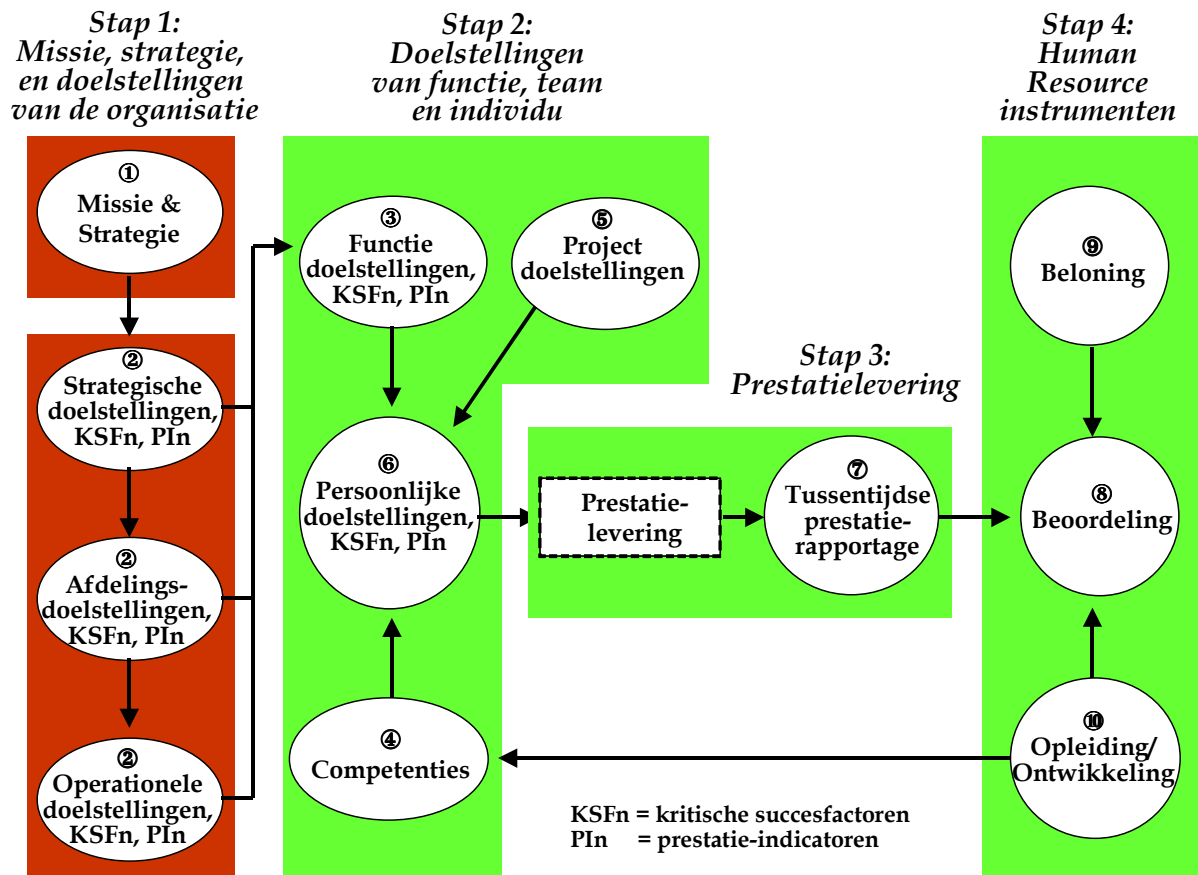 Stap 1:
Missie, strategie,
en doelstellingen
van de organisatie
①
Missie &
Strategie
②
Strategische
doelstellingen,
KSFn, PIn
②
Afdelings-
doelstellingen,
KSFn, PIn
②
Operationele
doelstellingen,
KSFn, PIn
Stap 2:
Doelstellingen
van functie, team
en individu
③
Functie
doelstellingen,
KSFn, PIn
⑤
Project
doelstellingen
⑥
Persoonlijke
doelstellingen,
KSFn, PIn
④
Competenties
Stap 3:
Prestatielevering
Prestatie-
levering
⑦
Tussentijdse
prestatie-
rapportage
Stap 4:
Human
Resource
instrumenten
⑨
Beloning
⑧
Beoordeling
⑩
Opleiding/
Ontwikkeling
KSFn = kritische succesfactoren
PIn = prestatie-indicatoren